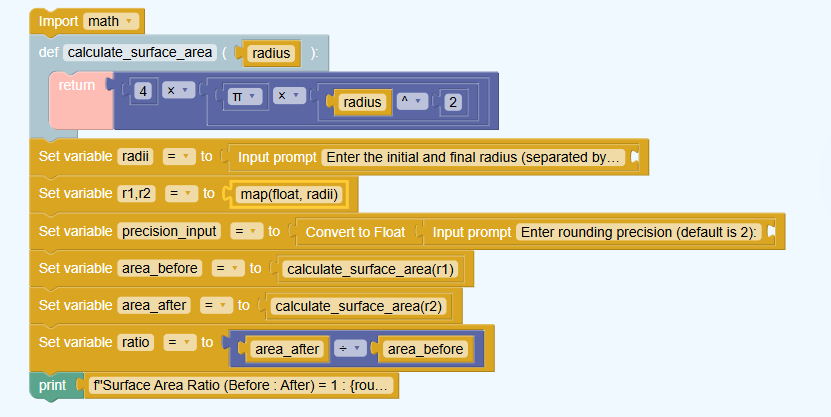 Import math
def calculate_surface_area ( radius ):
return 4 × π × radius ^ 2
Set variable radii = to Input prompt Enter the initial and final radius (separated by…
Set variable r1,r2 = to map(float, radii)
Set variable precision_input = to Convert to Float Input prompt Enter rounding precision (default is 2):
Set variable area_before = to calculate_surface_area(r1)
Set variable area_after = to calculate_surface_area(r2)
Set variable ratio = to area_after ÷ area_before
print f"Surface Area Ratio (Before : After) = 1 : {rou…